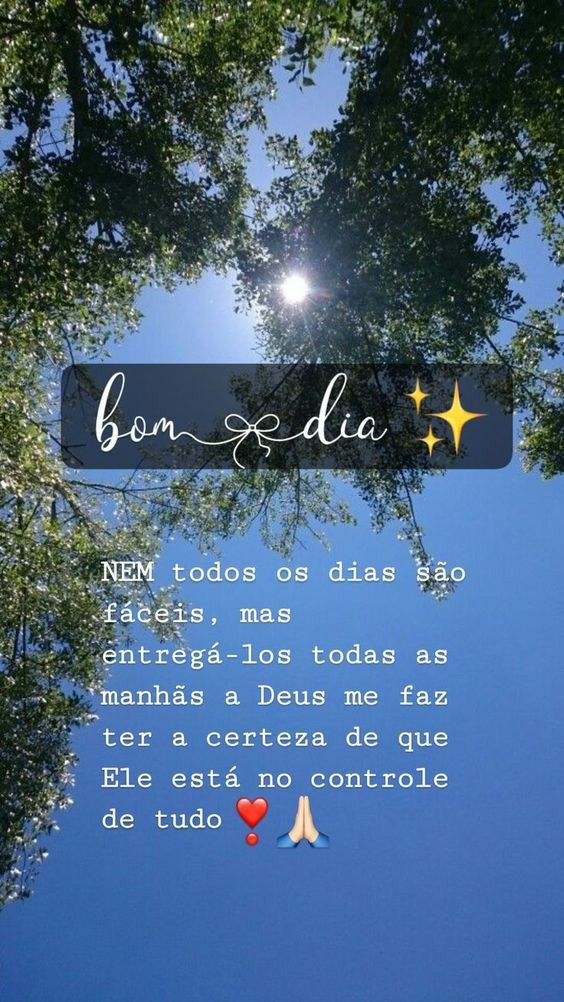 bom dia ✨
NEM todos os dias são
fáceis, mas
entregá-los todas as
manhãs a Deus me faz
ter a certeza de que
Ele está no controle
de tudo❣️🙏🏻